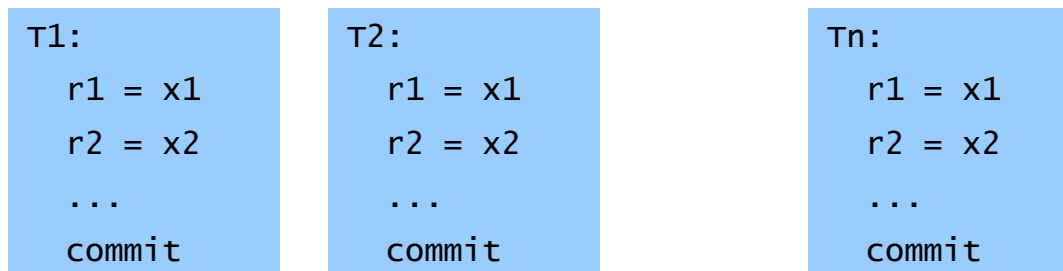 T1:
r1 = x1
r2 = x2
...
commit
T2:
r1 = x1
r2 = x2
...
commit
Tn:
r1 = x1
r2 = x2
...
commit